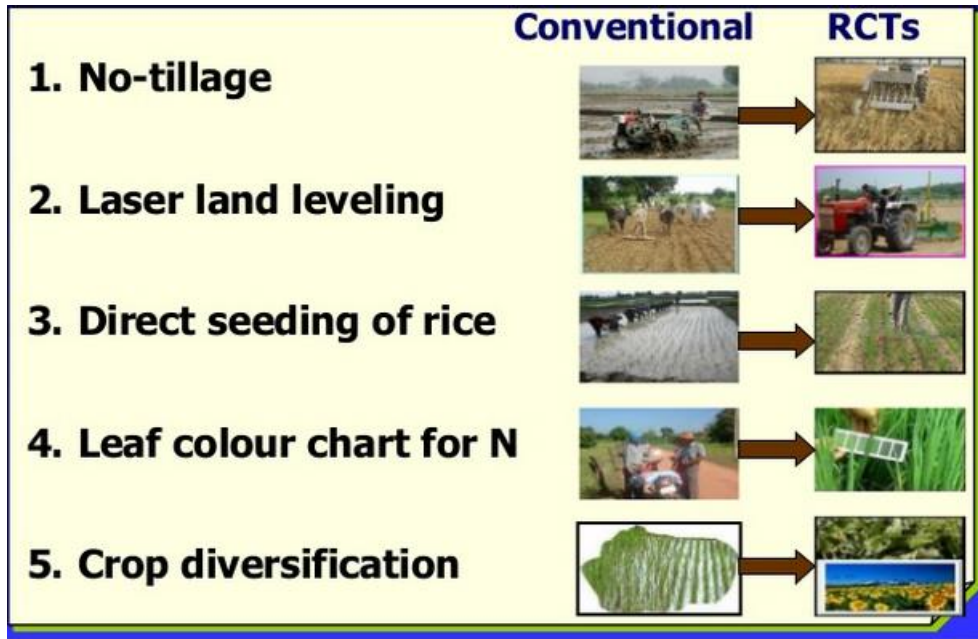 Conventional RCTs
1. No-tillage
2. Laser land leveling
3. Direct seeding of rice
4. Leaf colour chart for N
5. Crop diversification